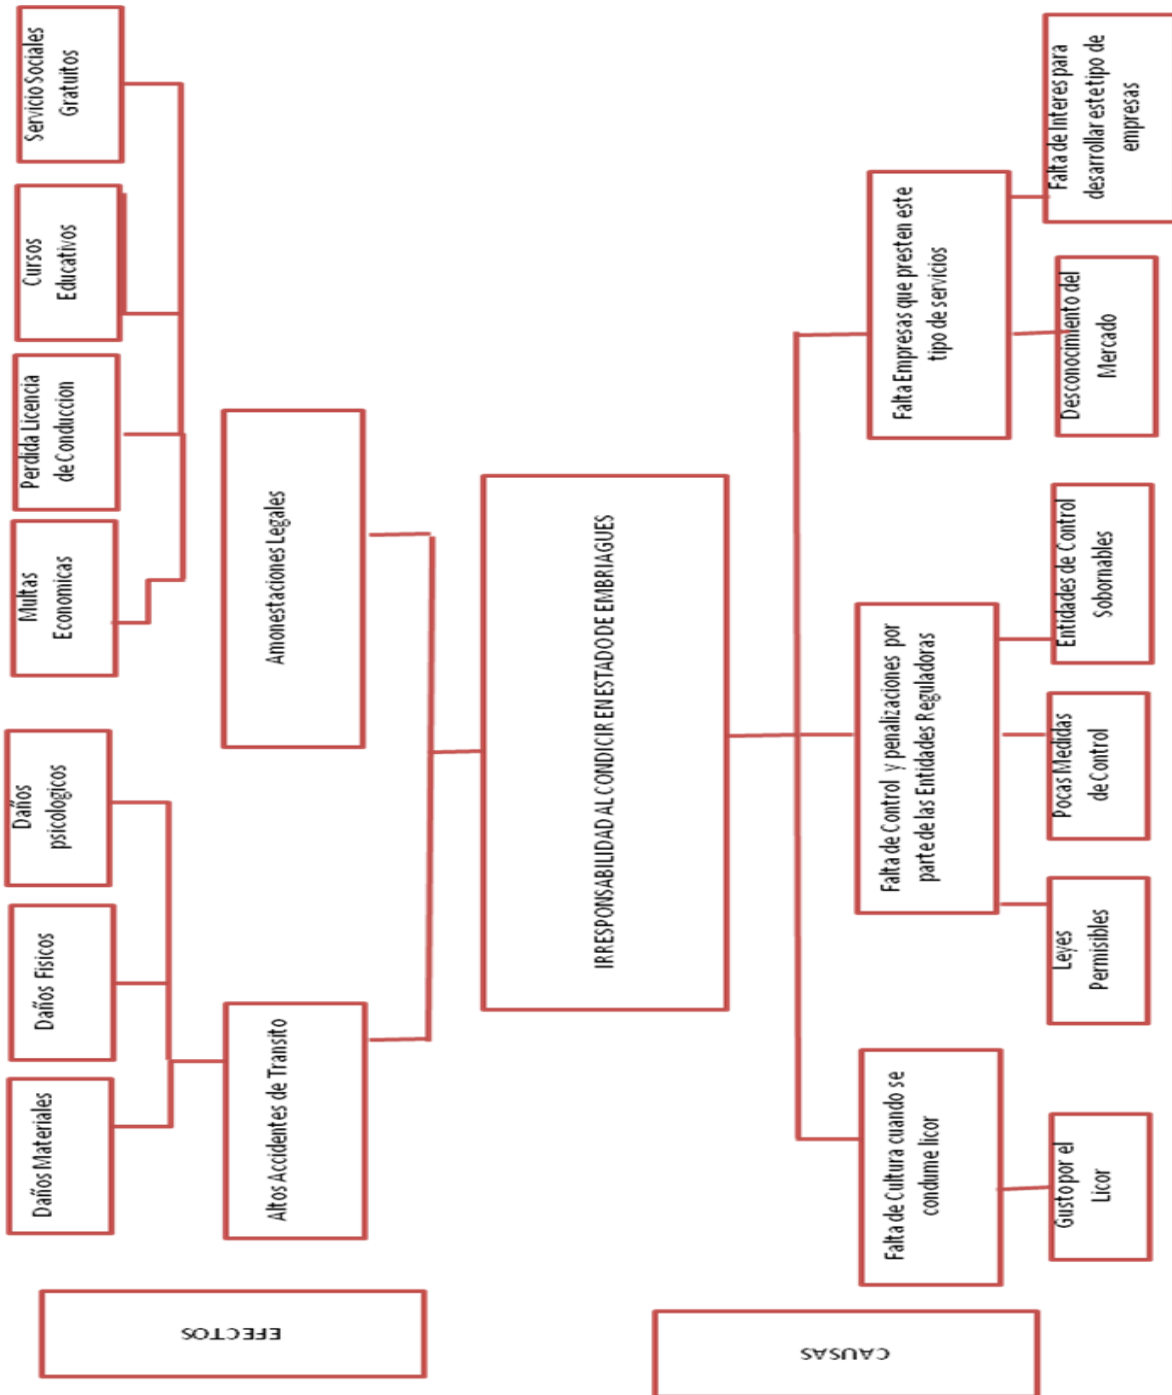 EFECTOS
Daños Materiales
Daños Fisicos
Daños
psicologicos
Multas
Economicas
Perdida Licencia
de Conduccion
Cursos
Educativos
Servicio Sociales
Gratuitos
Altos Accidentes de Transito
Amonestaciones Legales
IRRESPONSABILIDAD AL CONDICIR EN ESTADO DE EMBRIAGUES
CAUSAS
Falta de Cultura cuando se
condume licor
Falta de Control y penalizaciones por
parte de las Entidades Reguladoras
Falta Empresas que presten este
tipo de servicios
Gusto por el
Licor
Leyes
Permisibles
Pocas Medidas
de Control
Entidades de Control
Sobornables
Desconocimiento del
Mercado
Falta de Interes para
desarrollar este tipo de
empresas